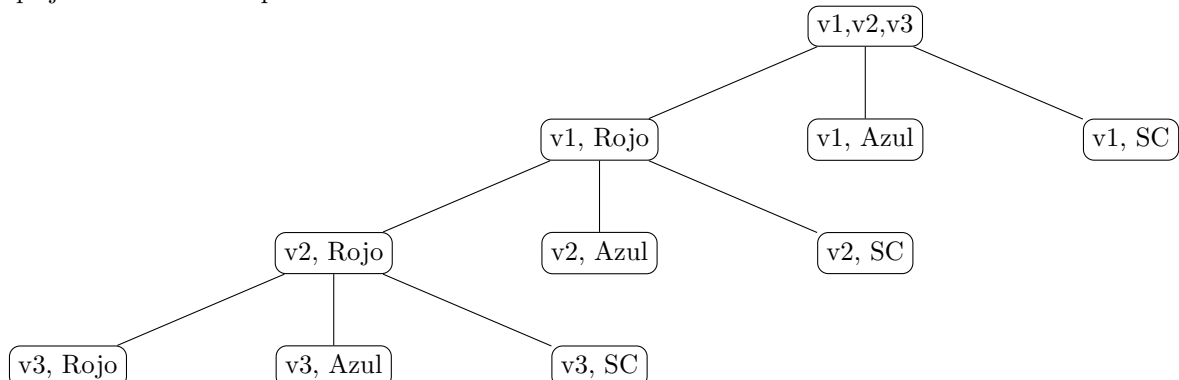 v1,v2,v3
v1, Rojo
v1, Azul
v1, SC
v2, Rojo
v2, Azul
v2, SC
v3, Rojo
v3, Azul
v3, SC